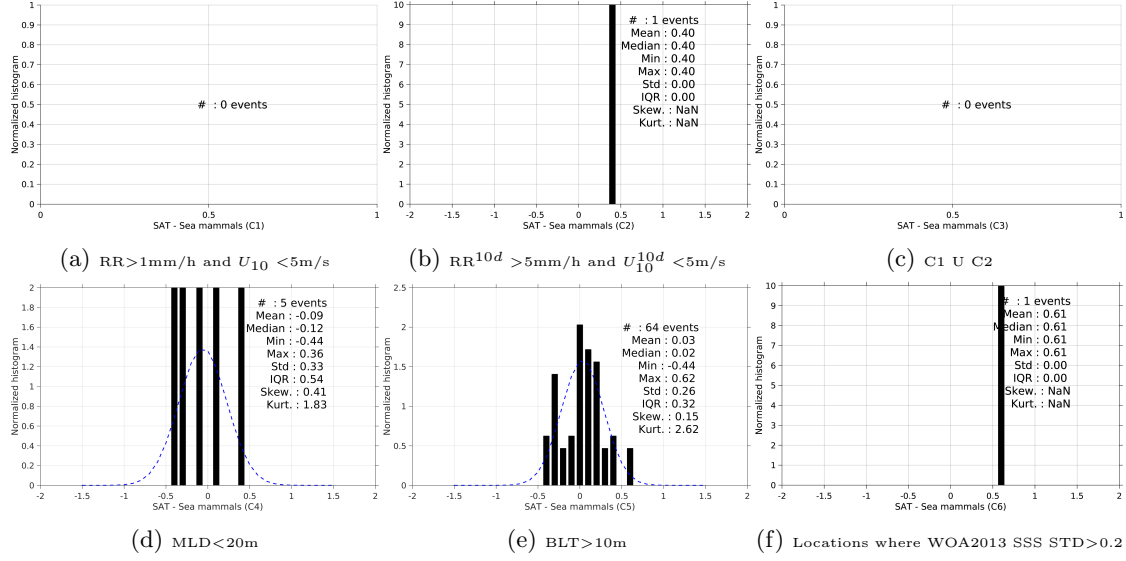 1
0.9
0.8
0.7
0.6
0.5
0.4
0.3
0.2
0.1
0
Normalized histogram
# : 0 events
0 0.5 1
SAT - Sea mammals (C1)
(a) RR>1mm/h and U10 <5m/s
10
9
8
7
6
5
4
3
2
1
0
Normalized histogram
# : 1 events
Mean : 0.40
Median : 0.40
Min : 0.40
Max : 0.40
Std : 0.00
IQR : 0.00
Skew. : NaN
Kurt. : NaN
-2 -1.5 -1 -0.5 0 0.5 1 1.5 2
SAT - Sea mammals (C2)
(b) RR10d >5mm/h and U10 10d <5m/s
1
0.9
0.8
0.7
0.6
0.5
0.4
0.3
0.2
0.1
0
Normalized histogram
# : 0 events
0 0.5 1
SAT - Sea mammals (C3)
(c) C1 U C2
2
1.8
1.6
1.4
1.2
1
0.8
0.6
0.4
0.2
0
Normalized histogram
# : 5 events
Mean : -0.09
Median : -0.12
Min : -0.44
Max : 0.36
Std : 0.33
IQR : 0.54
Skew. : 0.41
Kurt. : 1.83
-2 -1.5 -1 -0.5 0 0.5 1 1.5 2
SAT - Sea mammals (C4)
(d) MLD<20m
2.5
2
1.5
1
0.5
0
Normalized histogram
# : 64 events
Mean : 0.03
Median : 0.02
Min : -0.44
Max : 0.62
Std : 0.26
IQR : 0.32
Skew. : 0.15
Kurt. : 2.62
-2 -1.5 -1 -0.5 0 0.5 1 1.5 2
SAT - Sea mammals (C5)
(e) BLT>10m
10
9
8
7
6
5
4
3
2
1
0
Normalized histogram
# : 1 events
Mean : 0.61
Median : 0.61
Min : 0.61
Max : 0.61
Std : 0.00
IQR : 0.00
Skew. : NaN
Kurt. : NaN
-2 -1.5 -1 -0.5 0 0.5 1 1.5 2
SAT - Sea mammals (C6)
(f) Locations where WOA2013 SSS STD>0.2